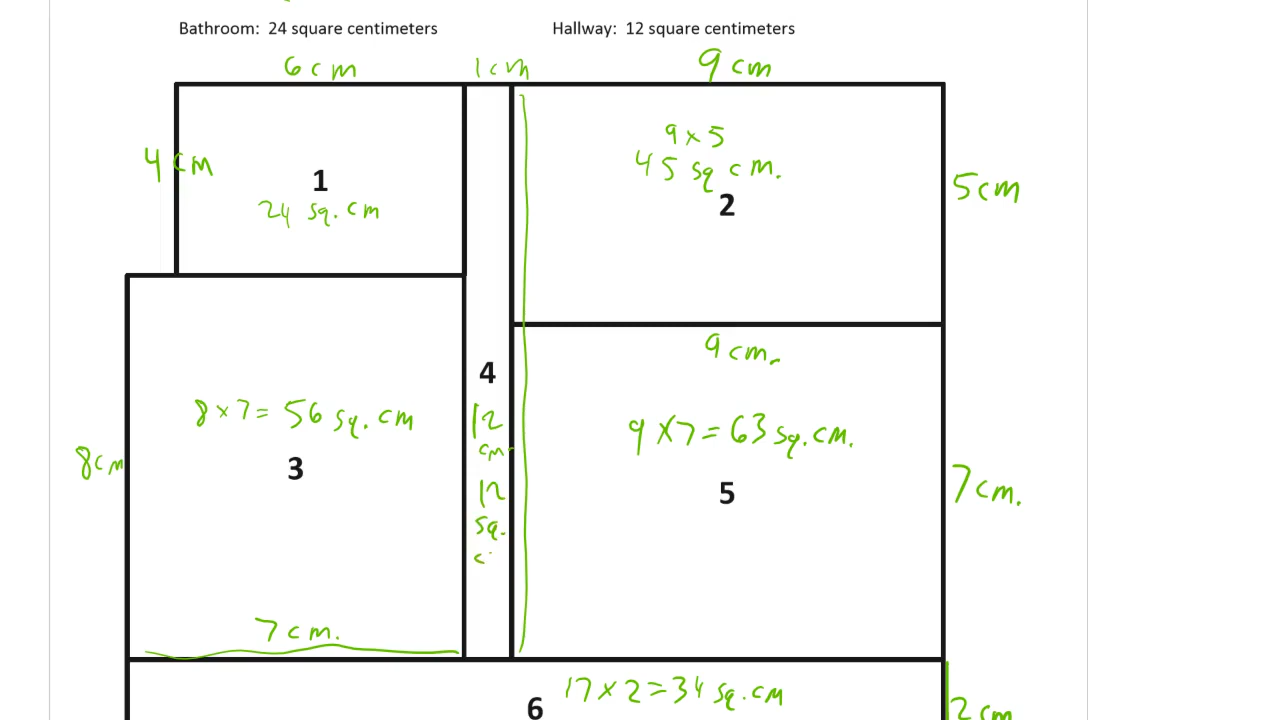 Bathroom: 24 square centimeters
Hallway: 12 square centimeters
6 cm
1 cm
9 cm
4 cm
1
24 sq. cm
9 x 5
45 sq cm.
2
5 cm
8 x 7 = 56 sq. cm
3
8 cm
7 cm.
4
12
cm
12
sq.
c
9 cm.
9 x 7 = 63 sq. cm.
5
7 cm.
17 x 2 = 34 sq. cm
6
2 cm